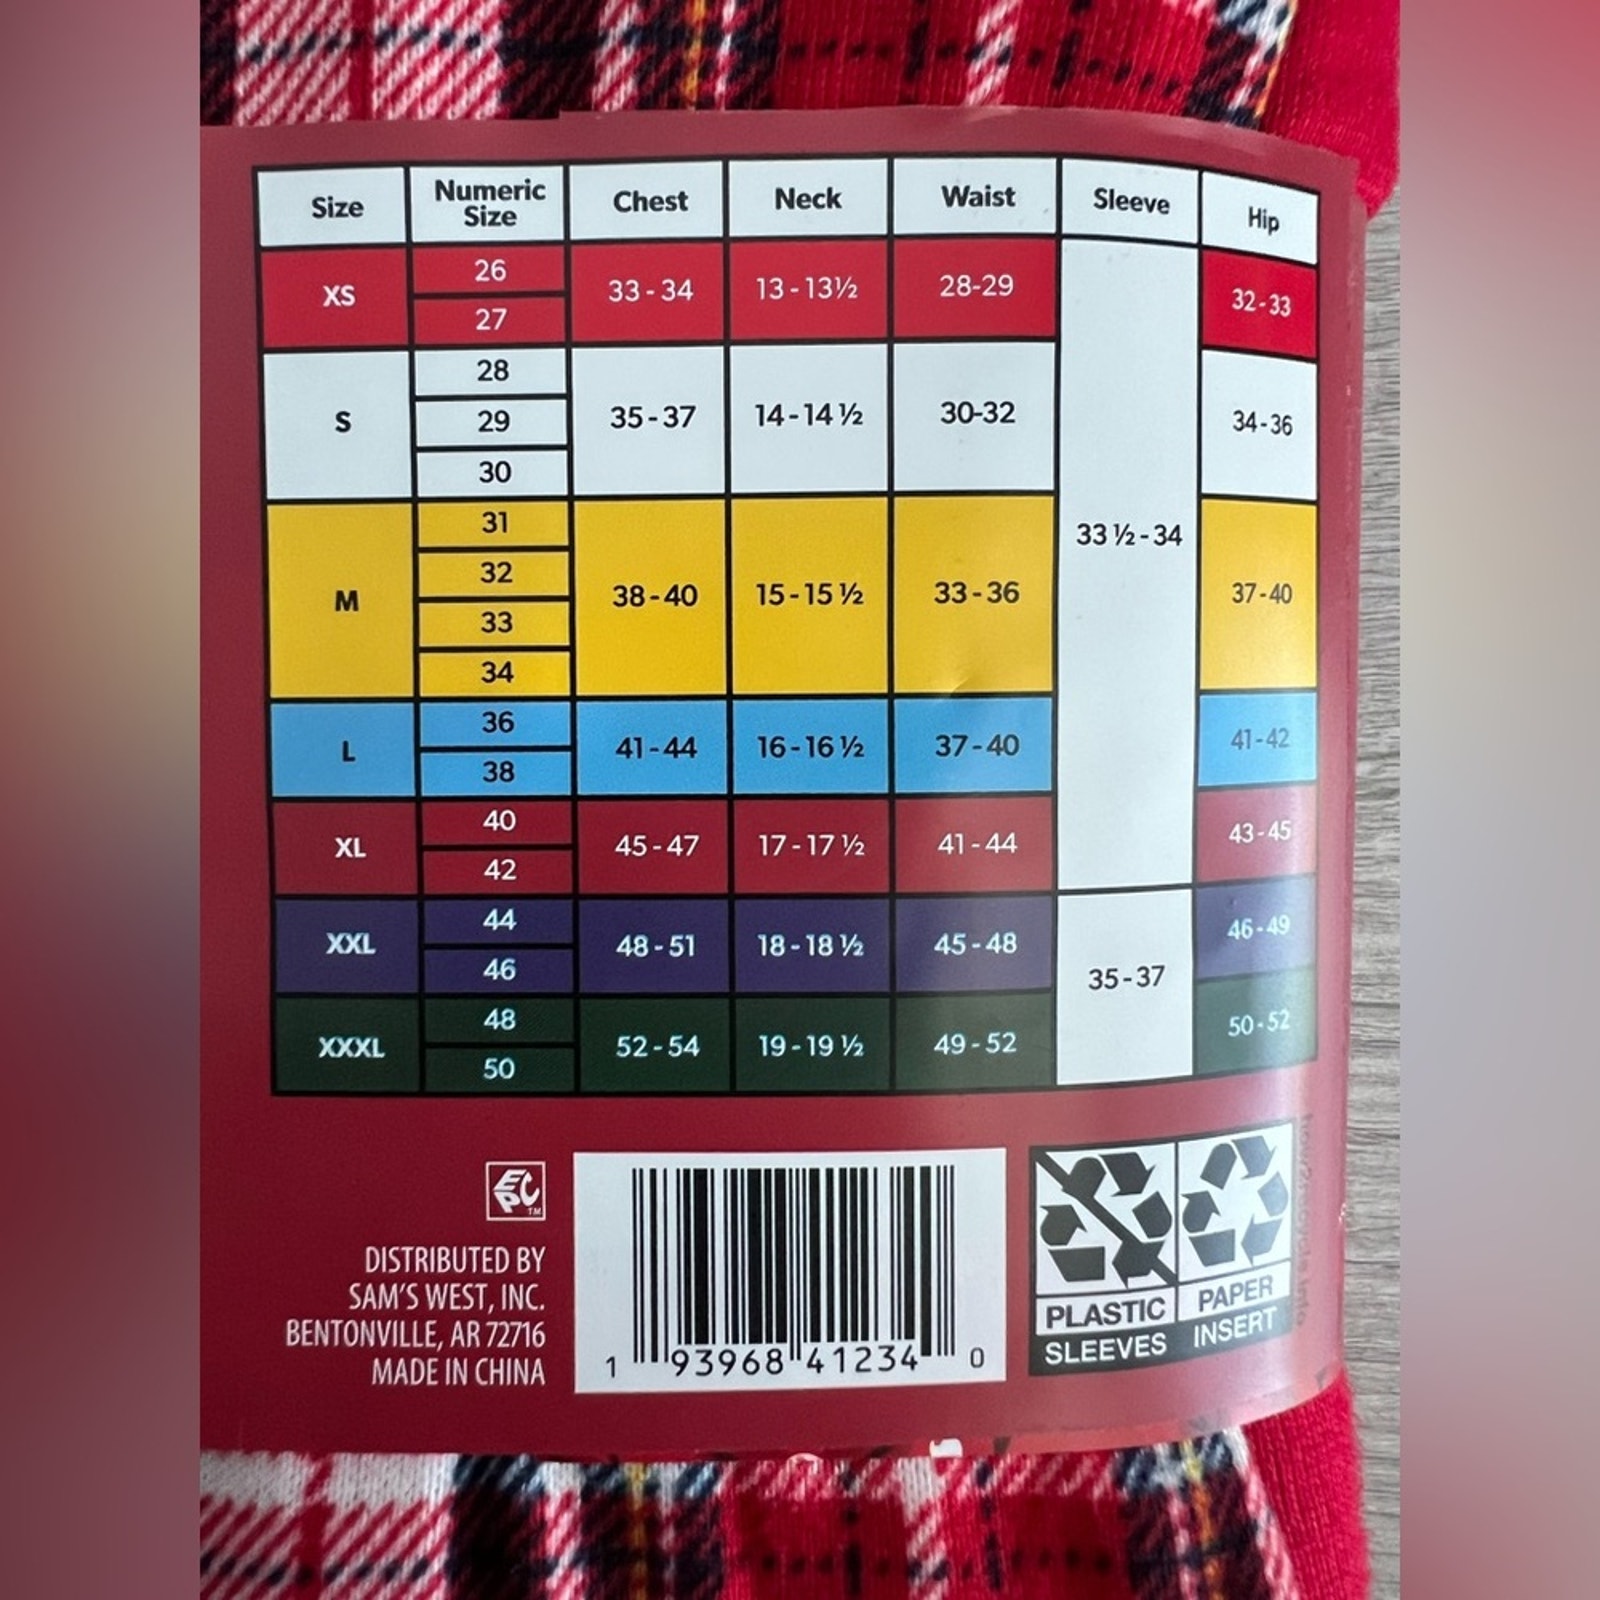 Size Numeric Size Chest Neck Waist Sleeve Hip
XS 26 27 33 - 34 13 - 13½ 28-29 32-33
S 28 29 30 35 - 37 14 - 14 ½ 30-32 34-36
M 31 32 33 34 38 - 40 15 - 15 ½ 33 - 36 33 ½ - 34 37-40
L 36 38 41 - 44 16 - 16 ½ 37 - 40 41-42
XL 40 42 45 - 47 17 - 17 ½ 41 - 44 43-45
XXL 44 46 48 - 51 18 - 18 ½ 45 - 48 46-49
XXXL 48 50 52 - 54 19 - 19 ½ 49 - 52 35 - 37 50-52
EPC TM
DISTRIBUTED BY
SAM'S WEST, INC.
BENTONVILLE, AR 72716
MADE IN CHINA
1 93968 41234 0
PLASTIC
SLEEVES
PAPER
INSERT